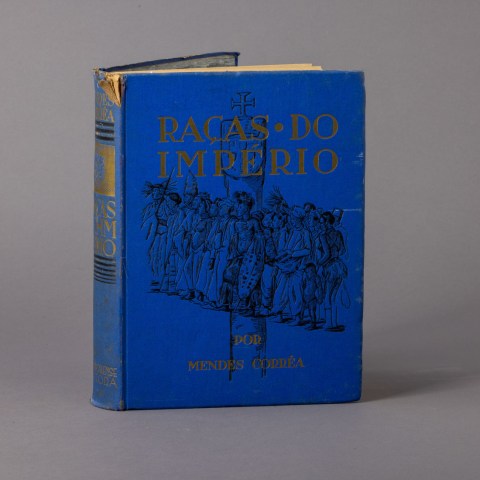 RAÇAS • DO
IMPÉRIO
POR
MENDES CORRÊA